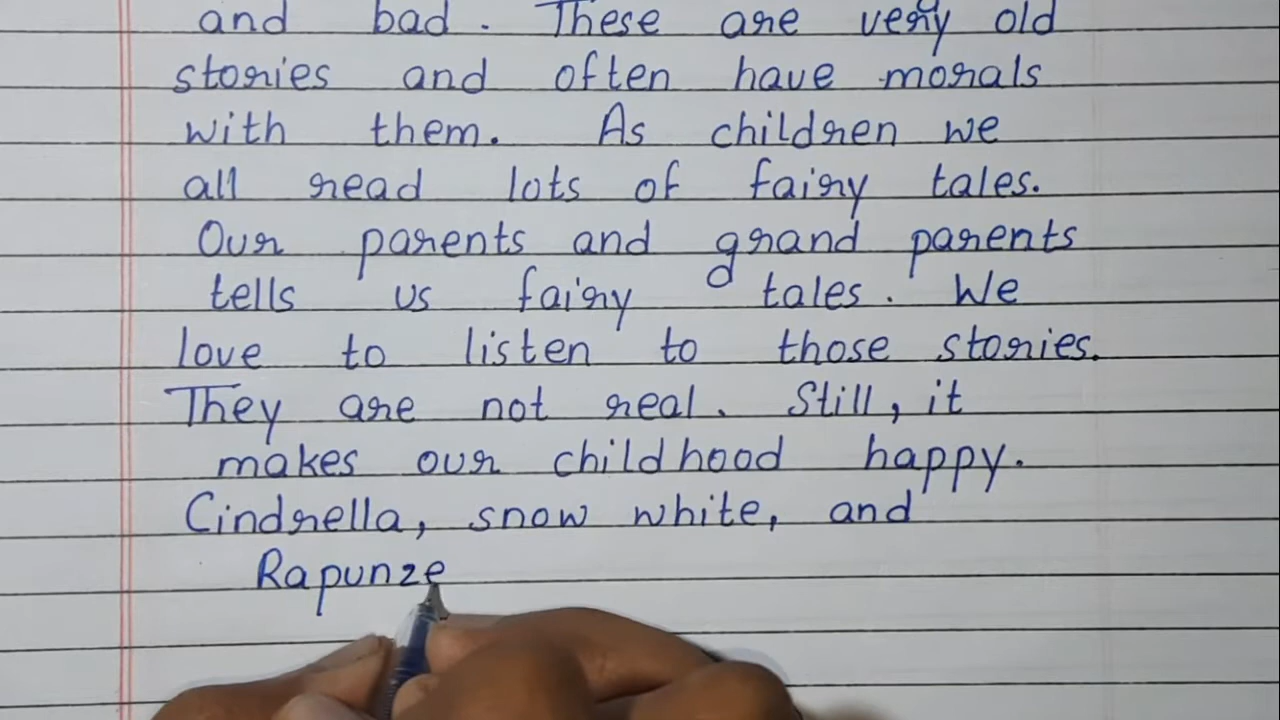 and bad. These are very old
stories and often have morals
with them. As children we
all read lots of fairy tales.
Our parents and grand parents
tells us fairy tales. We
love to listen to those stories.
They are not real. Still, it
makes our childhood happy.
Cindrella, snow white, and
Rapunze